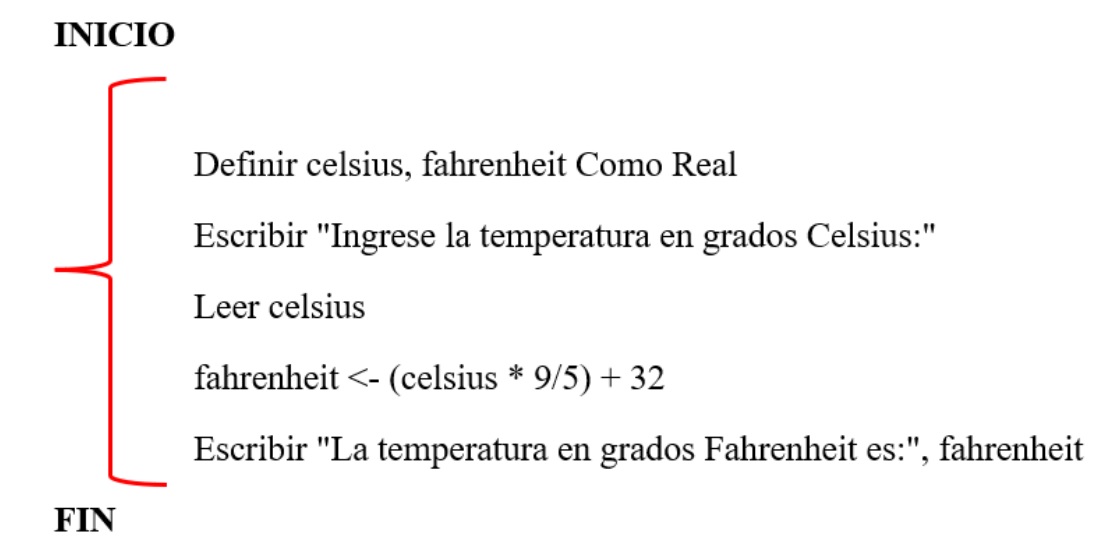 INICIO
Definir celsius, fahrenheit Como Real
Escribir "Ingrese la temperatura en grados Celsius:"
Leer celsius
fahrenheit <- (celsius * 9/5) + 32
Escribir "La temperatura en grados Fahrenheit es:", fahrenheit
FIN